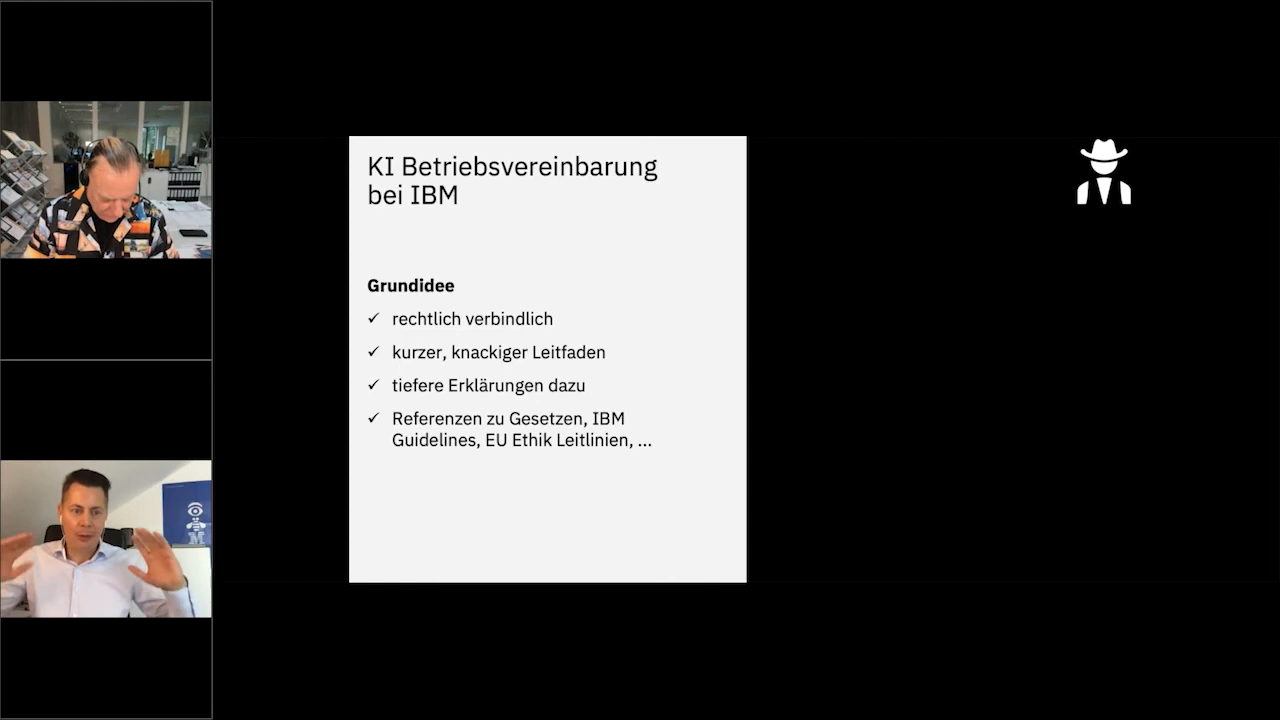 KI Betriebsvereinbarung
bei IBM
Grundidee
✓ rechtlich verbindlich
✓ kurzer, knackiger Leitfaden
✓ tiefere Erklärungen dazu
✓ Referenzen zu Gesetzen, IBM
Guidelines, EU Ethik Leitlinien, ...